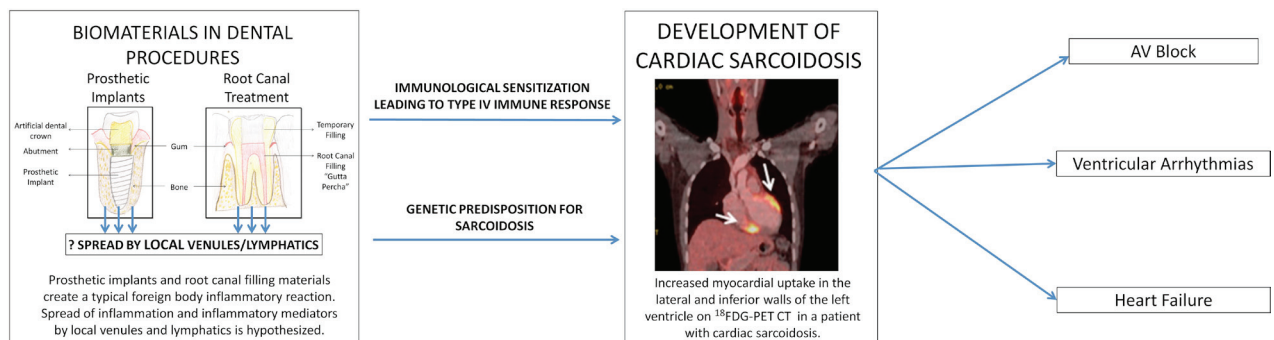 BIOMATERIALS IN DENTAL
PROCEDURES
Prosthetic
Implants
Root Canal
Treatment
Artificial dental
crown
Abutment
Prosthetic
Implant
Gum
Bone
Temporary
Filling
Root Canal
Filling
"Gutta
Percha"
? SPREAD BY LOCAL VENULES/LYMPHATICS
Prosthetic implants and root canal filling materials
create a typical foreign body inflammatory reaction.
Spread of inflammation and inflammatory mediators
by local venules and lymphatics is hypothesized.
IMMUNOLOGICAL SENSITIZATION
LEADING TO TYPE IV IMMUNE RESPONSE
GENETIC PREDISPOSITION FOR
SARCOIDOSIS
DEVELOPMENT OF
CARDIAC SARCOIDOSIS
Increased myocardial uptake in the
lateral and inferior walls of the left
ventricle on ¹⁸FDG-PET CT in a patient
with cardiac sarcoidosis.
AV Block
Ventricular Arrhythmias
Heart Failure